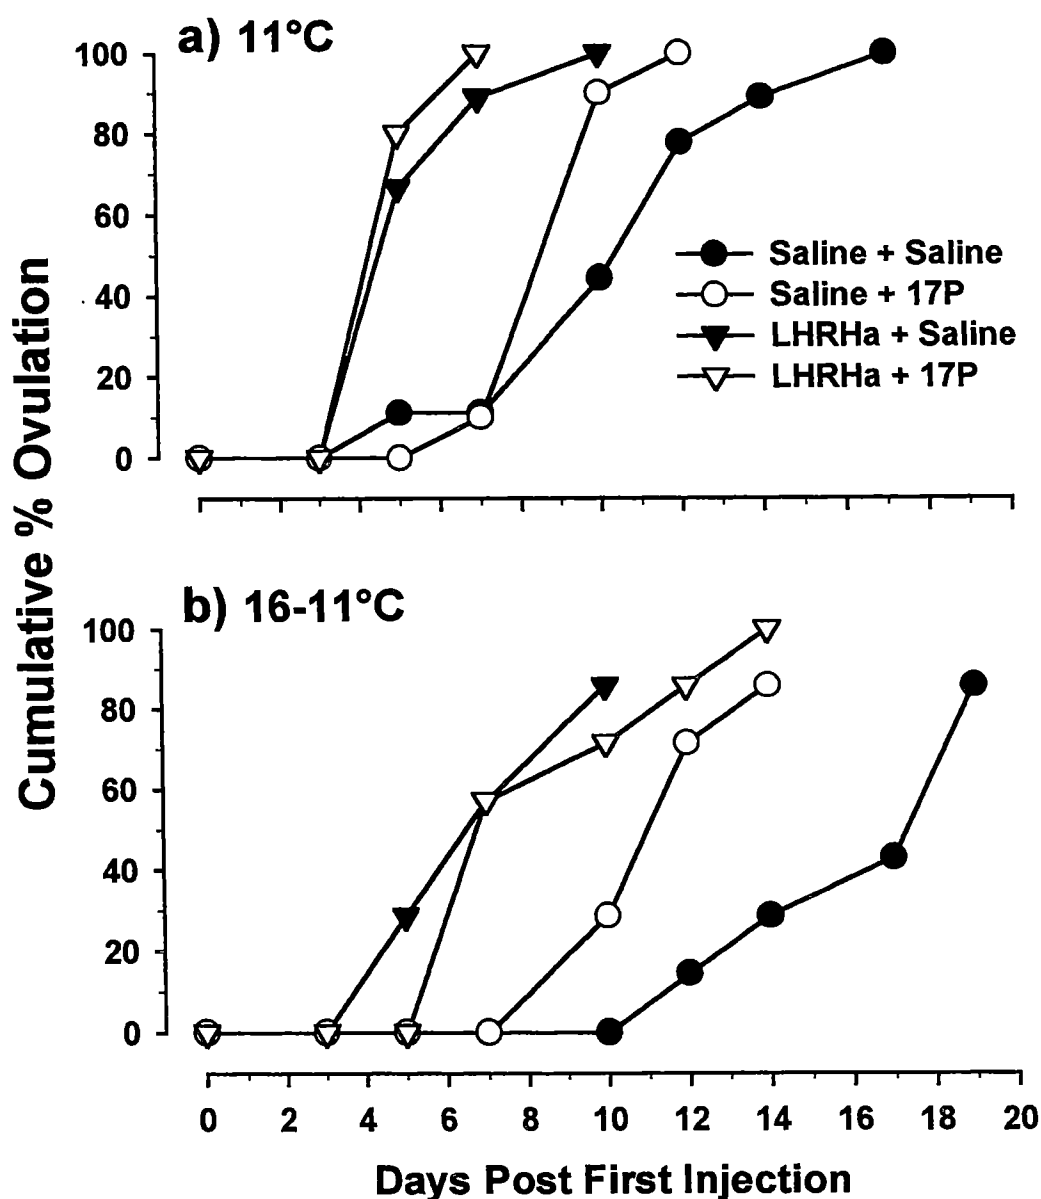 a) 11°C
100
80
60
40
20
0
Saline + Saline
Saline + 17P
LHRHa + Saline
LHRHa + 17P
Cumulative % Ovulation
b) 16-11°C
100
80
60
40
20
0
0 2 4 6 8 10 12 14 16 18 20
Days Post First Injection